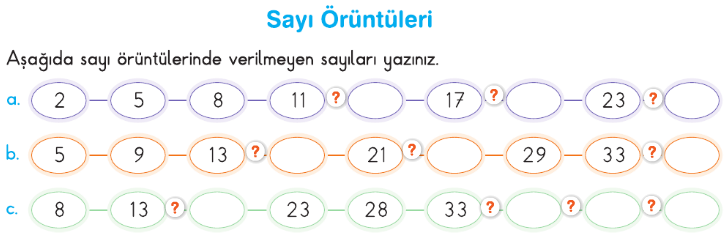 Sayı Örüntüleri
Aşağıda sayı örüntülerinde verilmeyen sayıları yazınız.
a. 2 5 8 11 ? 17 ? 23 ?
b. 5 9 13 ? 21 ? 29 33 ?
c. 8 13 ? 23 28 33 ? ? ?